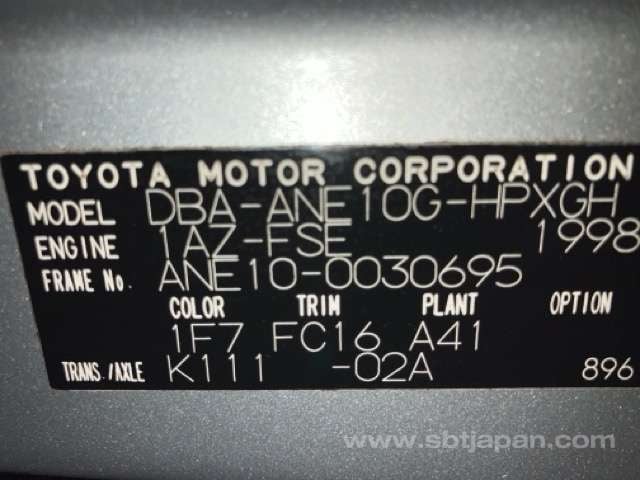 TOYOTA MOTOR CORPORATION
MODEL DBA-ANE10G-HPXGH
ENGINE 1AZ-FSE 1998
FRAME No. ANE10-0030695
COLOR TRIM PLANT OPTION
1F7 FC16 A41
TRANS./AXLE K111 -02A 896
www.sbtjapan.com